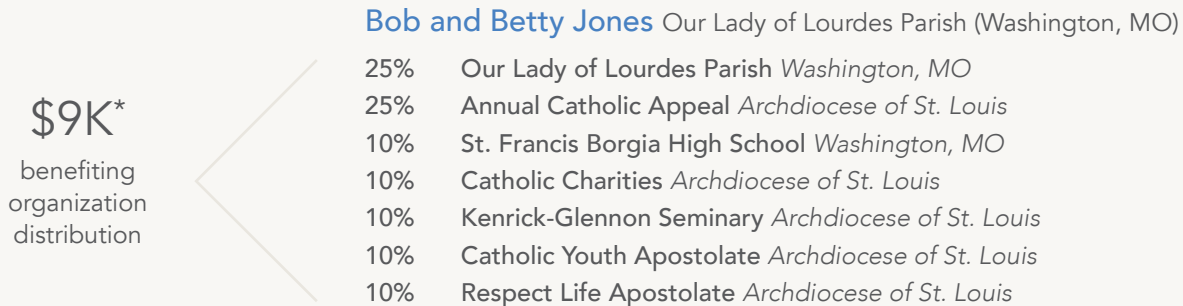 Bob and Betty Jones Our Lady of Lourdes Parish (Washington, MO)
$9K*
benefiting
organization
distribution
25% Our Lady of Lourdes Parish Washington, MO
25% Annual Catholic Appeal Archdiocese of St. Louis
10% St. Francis Borgia High School Washington, MO
10% Catholic Charities Archdiocese of St. Louis
10% Kenrick-Glennon Seminary Archdiocese of St. Louis
10% Catholic Youth Apostolate Archdiocese of St. Louis
10% Respect Life Apostolate Archdiocese of St. Louis